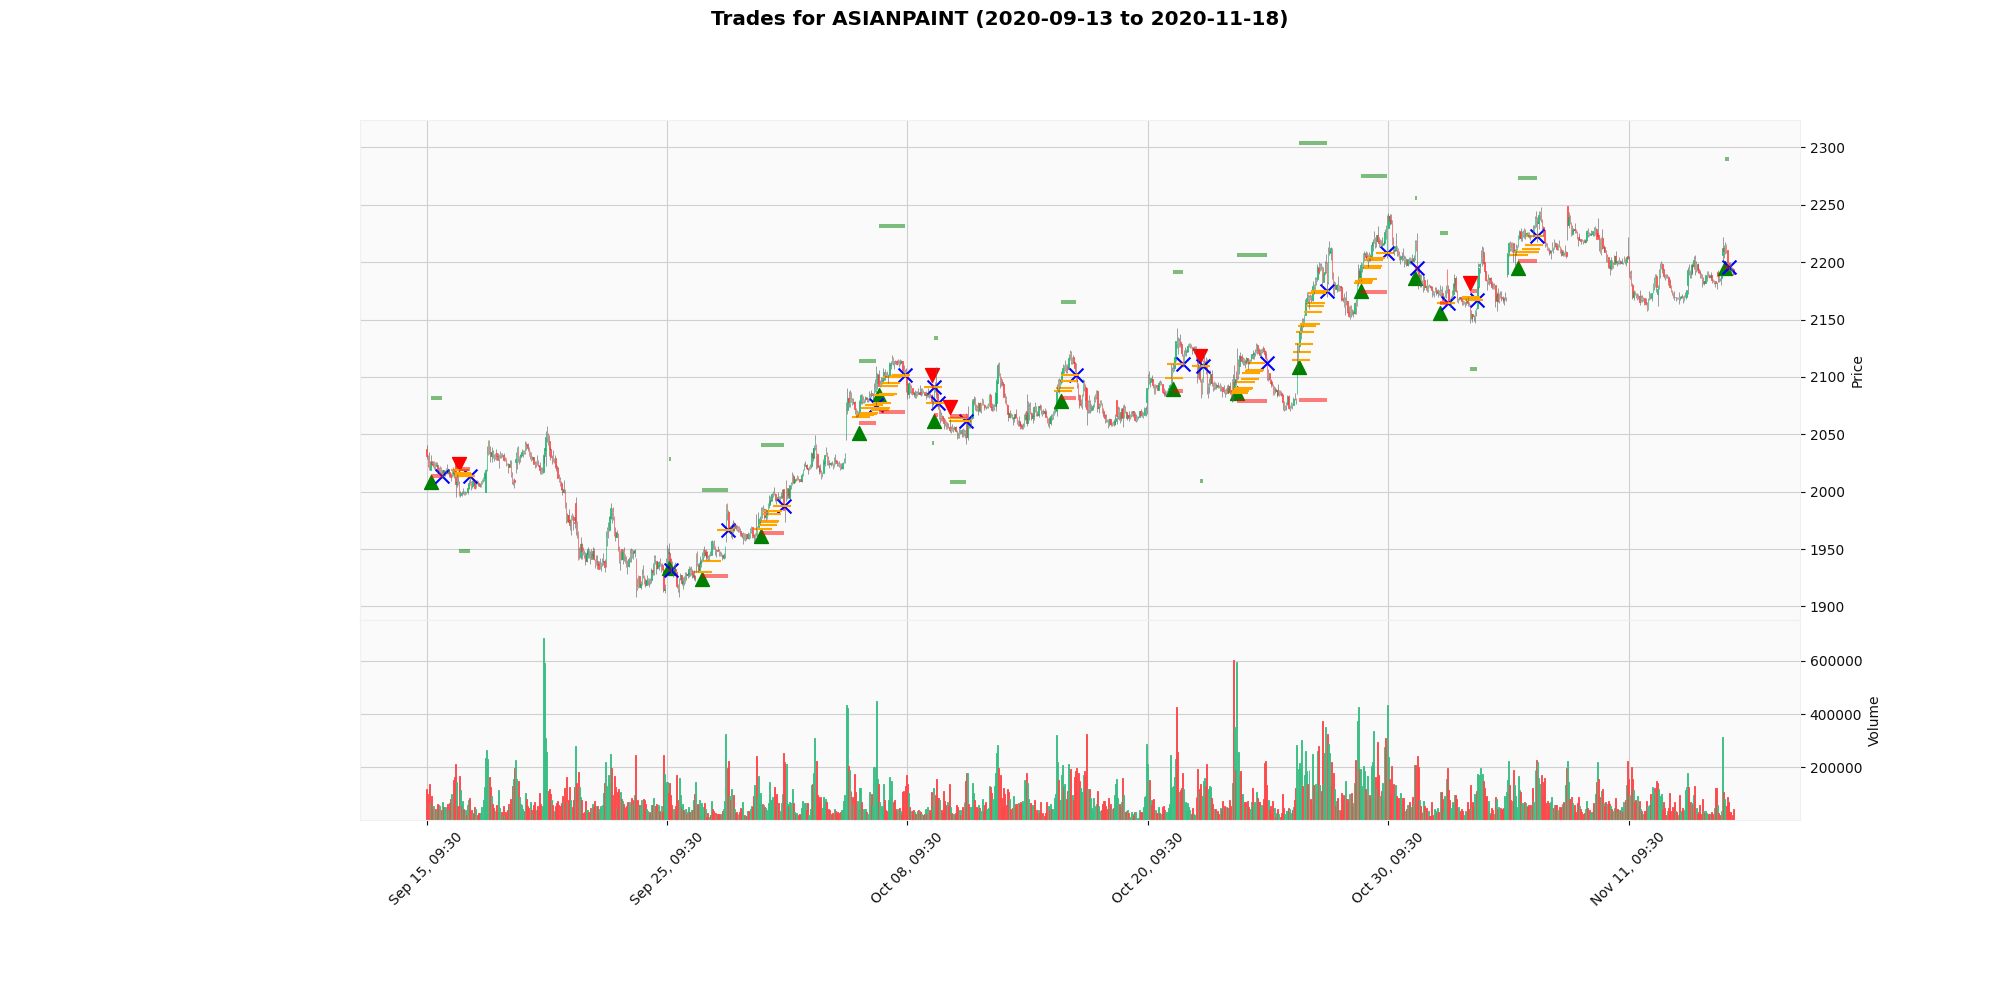 Trades for ASIANPAINT (2020-09-13 to 2020-11-18)
2300
2250
2200
2150
2100
2050
2000
1950
1900
Price
600000
400000
200000
Volume
Sep 15, 09:30
Sep 25, 09:30
Oct 08, 09:30
Oct 20, 09:30
Oct 30, 09:30
Nov 11, 09:30